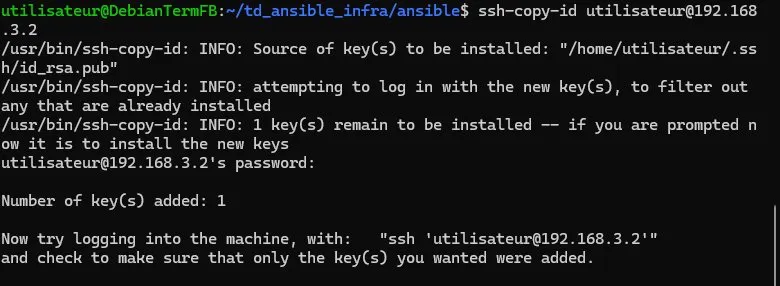 utilisateur@DebianTermFB:~/td_ansible_infra/ansible$ ssh-copy-id utilisateur@192.168
.3.2
/usr/bin/ssh-copy-id: INFO: Source of key(s) to be installed: "/home/utilisateur/.ss
h/id_rsa.pub"
/usr/bin/ssh-copy-id: INFO: attempting to log in with the new key(s), to filter out
any that are already installed
/usr/bin/ssh-copy-id: INFO: 1 key(s) remain to be installed -- if you are prompted n
ow it is to install the new keys
utilisateur@192.168.3.2's password:
Number of key(s) added: 1
Now try logging into the machine, with:   "ssh 'utilisateur@192.168.3.2'"
and check to make sure that only the key(s) you wanted were added.